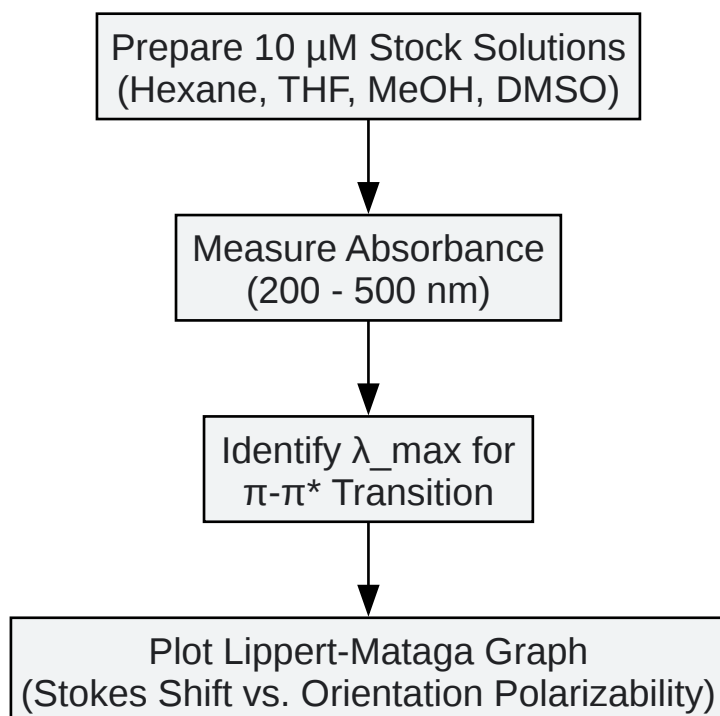 Prepare 10 µM Stock Solutions
(Hexane, THF, MeOH, DMSO)
Measure Absorbance
(200 - 500 nm)
Identify λ_max for
π-π* Transition
Plot Lippert-Mataga Graph
(Stokes Shift vs. Orientation Polarizability)